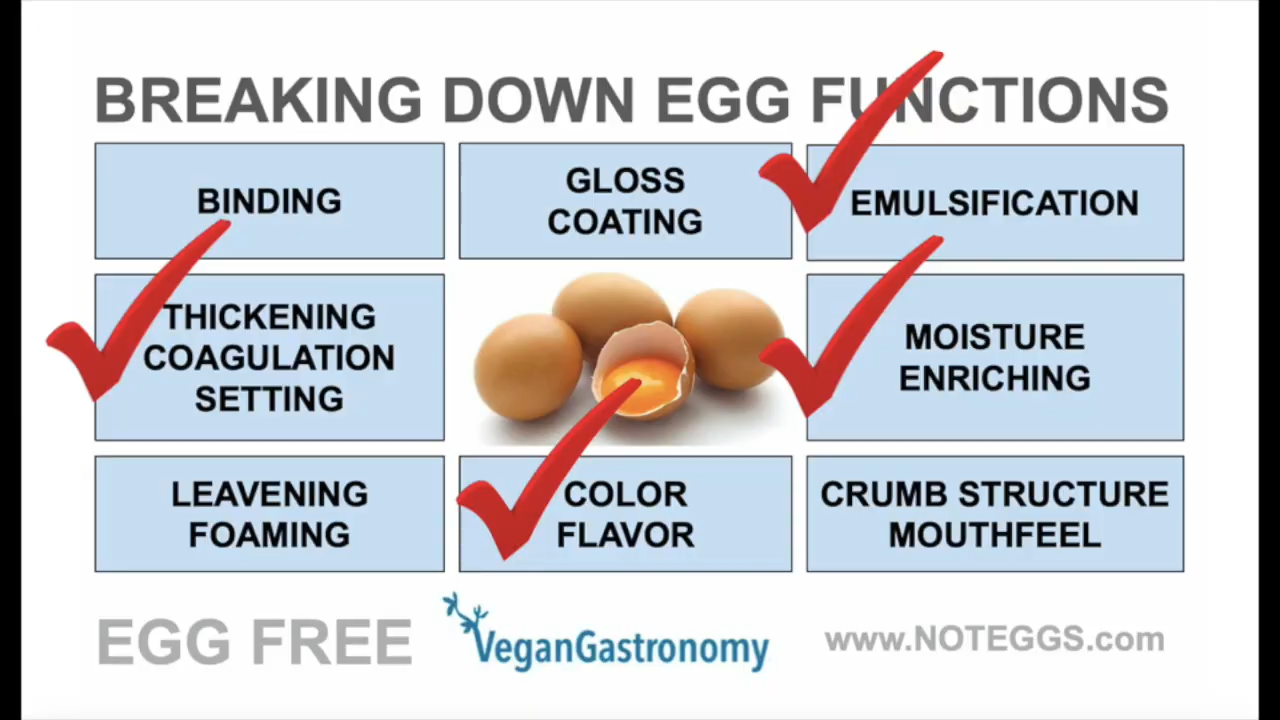 BREAKING DOWN EGG FUNCTIONS
BINDING
GLOSS
COATING
EMULSIFICATION
THICKENING
COAGULATION
SETTING
MOISTURE
ENRICHING
LEAVENING
FOAMING
COLOR
FLAVOR
CRUMB STRUCTURE
MOUTHFEEL
EGG FREE
VeganGastronomy
www.NOTEGGS.com